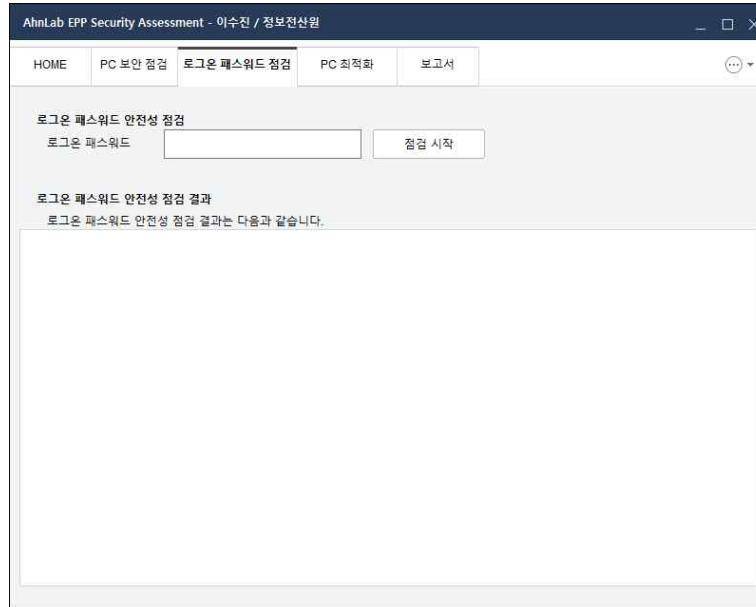 AhnLab EPP Security Assessment - 이수진 / 정보전산원
HOME PC 보안 점검 로그온 패스워드 점검 PC 최적화 보고서
로그온 패스워드 안전성 점검
로그온 패스워드 점검 시작
로그온 패스워드 안전성 점검 결과
로그온 패스워드 안전성 점검 결과는 다음과 같습니다.